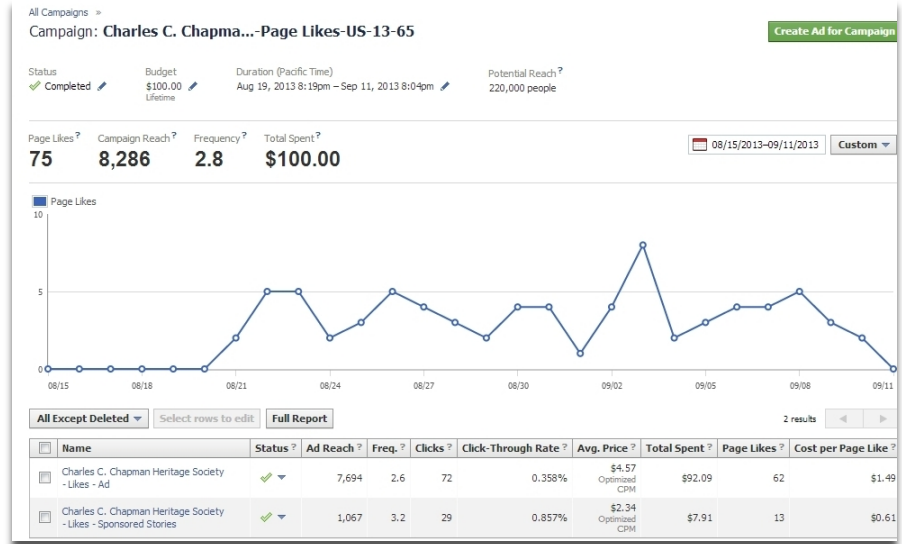 All Campaigns »
Campaign: Charles C. Chapma...-Page Likes-US-13-65
Create Ad for Campaign
Status
Completed
Budget
$100.00
Lifetime
Duration (Pacific Time)
Aug 19, 2013 8:19pm – Sep 11, 2013 8:04pm
Potential Reach ?
220,000 people
Page Likes ?
75
Campaign Reach ?
8,286
Frequency ?
2.8
Total Spent ?
$100.00
08/15/2013–09/11/2013
Custom
Page Likes
10
5
0
08/15 08/18 08/21 08/24 08/27 08/30 09/02 09/05 09/08 09/11
All Except Deleted Select rows to edit Full Report 2 results
Name Status ? Ad Reach ? Freq. ? Clicks ? Click-Through Rate ? Avg. Price ? Total Spent ? Page Likes ? Cost per Page Like ?
Charles C. Chapman Heritage Society
- Likes - Ad
7,694 2.6 72 0.358% $4.57
Optimized
CPM
$92.09 62 $1.49
Charles C. Chapman Heritage Society
- Likes - Sponsored Stories
1,067 3.2 29 0.857% $2.34
Optimized
CPM
$7.91 13 $0.61